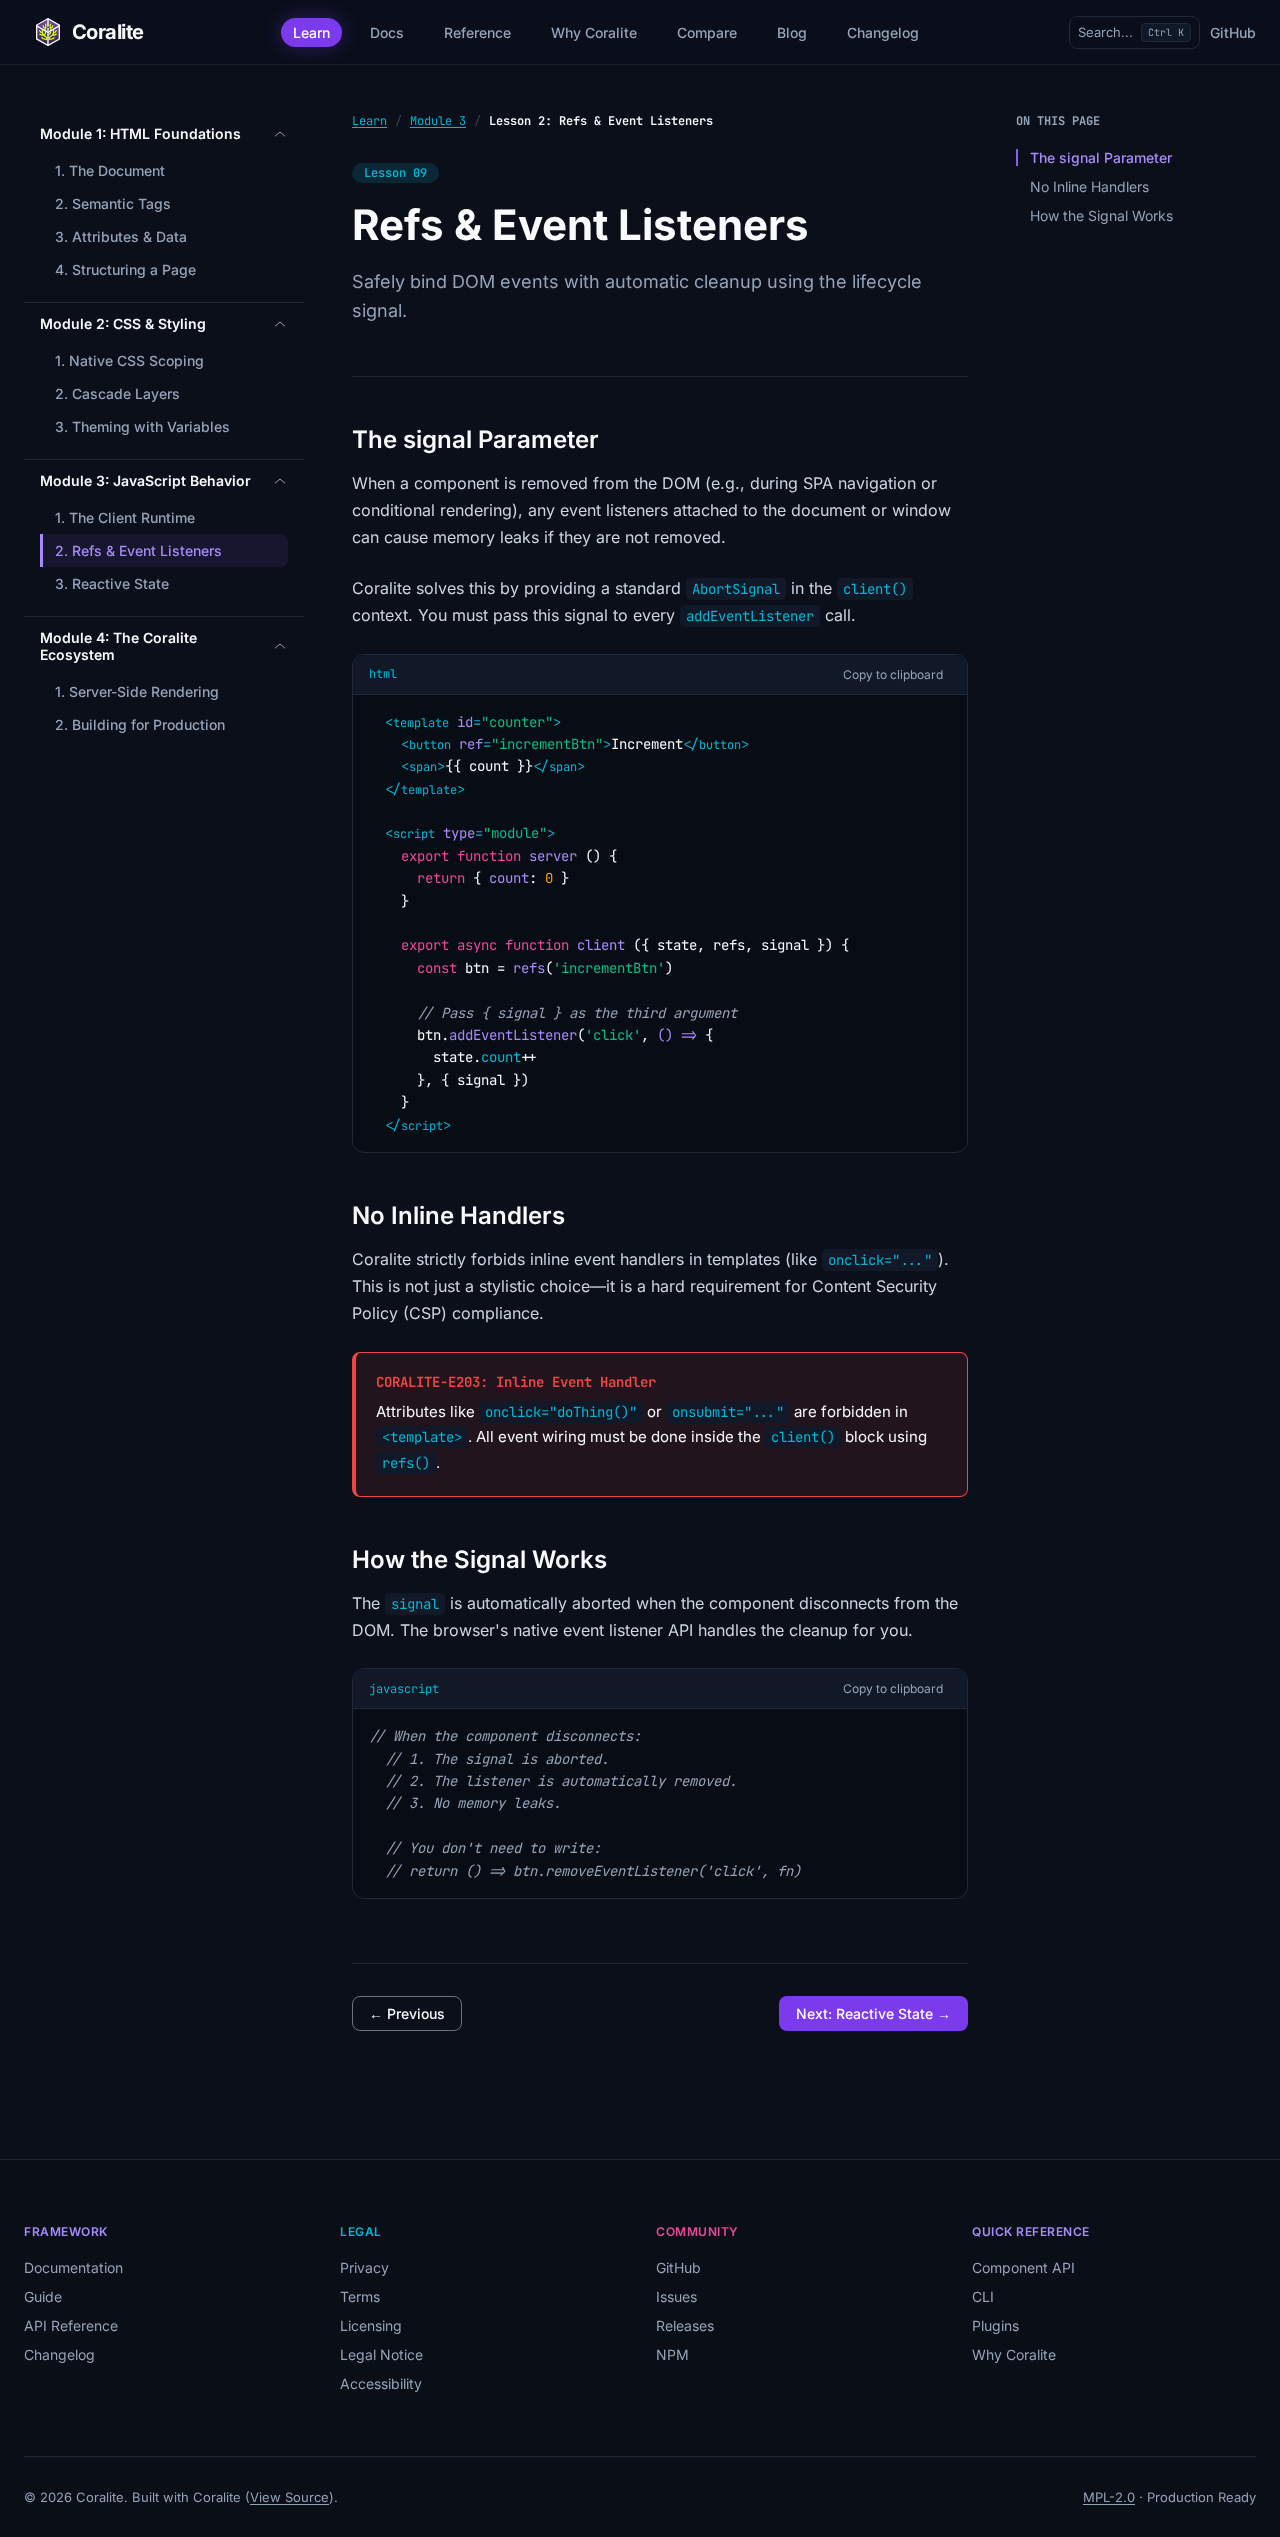 Coralite
Learn
Docs
Reference
Why Coralite
Compare
Blog
Changelog
Search...
Ctrl K
GitHub
Module 1: HTML Foundations
1. The Document
2. Semantic Tags
3. Attributes & Data
4. Structuring a Page
Module 2: CSS & Styling
1. Native CSS Scoping
2. Cascade Layers
3. Theming with Variables
Module 3: JavaScript Behavior
1. The Client Runtime
2. Refs & Event Listeners
3. Reactive State
Module 4: The Coralite
Ecosystem
1. Server-Side Rendering
2. Building for Production
Learn / Module 3 / Lesson 2: Refs & Event Listeners
Lesson 09
Refs & Event Listeners
Safely bind DOM events with automatic cleanup using the lifecycle
signal.
The signal Parameter
When a component is removed from the DOM (e.g., during SPA navigation or
conditional rendering), any event listeners attached to the document or window
can cause memory leaks if they are not removed.
Coralite solves this by providing a standard AbortSignal in the client()
context. You must pass this signal to every addEventListener call.
html
Copy to clipboard
<template id="counter">
<button ref="incrementBtn">Increment</button>
<span>{{ count }}</span>
</template>
<script type="module">
export function server () {
return { count: 0 }
}
export async function client ({ state, refs, signal }) {
const btn = refs('incrementBtn')
// Pass { signal } as the third argument
btn.addEventListener('click', () => {
state.count++
}, { signal })
}
</script>
No Inline Handlers
Coralite strictly forbids inline event handlers in templates (like onclick="..." ).
This is not just a stylistic choice—it is a hard requirement for Content Security
Policy (CSP) compliance.
CORALITE-E203: Inline Event Handler
Attributes like onclick="doThing()" or onsubmit="..." are forbidden in
<template> . All event wiring must be done inside the client() block using
refs() .
How the Signal Works
The signal is automatically aborted when the component disconnects from the
DOM. The browser's native event listener API handles the cleanup for you.
javascript
Copy to clipboard
// When the component disconnects:
// 1. The signal is aborted.
// 2. The listener is automatically removed.
// 3. No memory leaks.
// You don't need to write:
// return () => btn.removeEventListener('click', fn)
← Previous
Next: Reactive State →
ON THIS PAGE
The signal Parameter
No Inline Handlers
How the Signal Works
FRAMEWORK
Documentation
Guide
API Reference
Changelog
LEGAL
Privacy
Terms
Licensing
Legal Notice
Accessibility
COMMUNITY
GitHub
Issues
Releases
NPM
QUICK REFERENCE
Component API
CLI
Plugins
Why Coralite
© 2026 Coralite. Built with Coralite (View Source).
MPL-2.0 · Production Ready